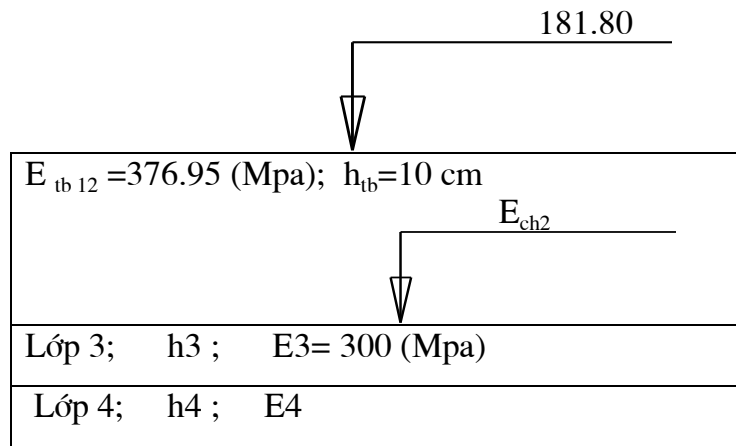 181.80
E tb 12 =376.95 (Mpa); htb=10 cm
Ech2
Lớp 3; h3 ; E3= 300 (Mpa)
Lớp 4; h4 ; E4